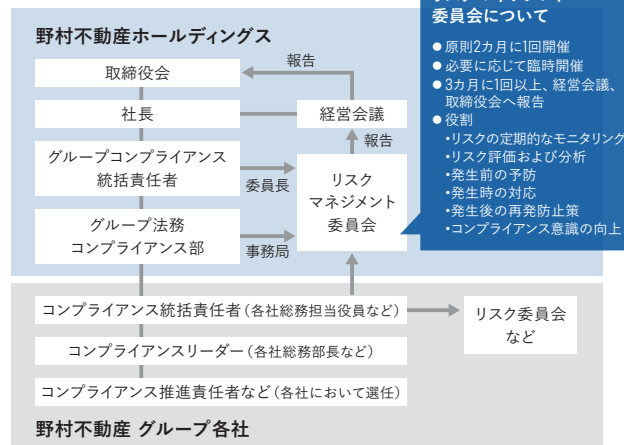 委員会について
●原則2カ月に1回開催
●必要に応じて臨時開催
●3カ月に1回以上、経営会議、
取締役会へ報告
●役割
・リスクの定期的なモニタリング
・リスク評価および分析
・発生前の予防
・発生時の対応
・発生後の再発防止策
・コンプライアンス意識の向上
野村不動産ホールディングス
取締役会
報告
社長
経営会議
報告
グループコンプライアンス
統括責任者
委員長
リスク
マネジメント
委員会
グループ法務
コンプライアンス部
事務局
コンプライアンス統括責任者(各社総務担当役員など)
リスク委員会
など
コンプライアンスリーダー(各社総務部長など)
コンプライアンス推進責任者など(各社において選任)
野村不動産 グループ各社